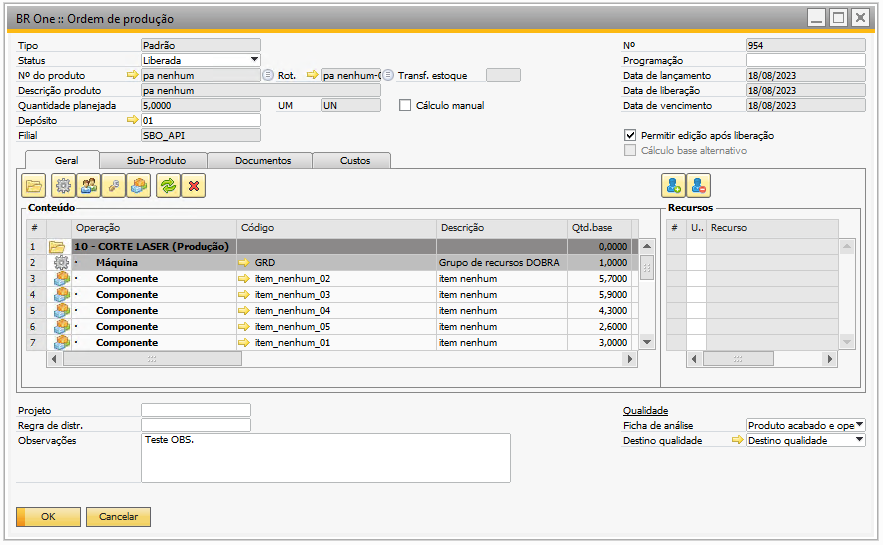 BR One :: Ordem de produção
Tipo Padrão Nº 954
Status Liberada Programação
Nº do produto pa nenhum Rot. pa nenhum-0 Transf. estoque Data de lançamento 18/08/2023
Descrição produto pa nenhum Data de liberação 18/08/2023
Quantidade planejada 5,0000 UM UN Cálculo manual Data de vencimento 18/08/2023
Depósito 01
Filial SBO_API Permitir edição após liberação
Cálculo base alternativo
Geral Sub-Produto Documentos Custos
Conteúdo Recursos
# Operação Código Descrição Qtd.base # U.. Recurso
1 10 - CORTE LASER (Produção) 0,0000
2 · Máquina GRD Grupo de recursos DOBRA 1,0000
3 · Componente item_nenhum_02 item nenhum 5,7000
4 · Componente item_nenhum_03 item nenhum 5,9000
5 · Componente item_nenhum_04 item nenhum 4,3000
6 · Componente item_nenhum_05 item nenhum 2,6000
7 · Componente item_nenhum_01 item nenhum 3,0000
Projeto Qualidade
Regra de distr. Ficha de análise Produto acabado e ope
Observações Teste OBS. Destino qualidade Destino qualidade
OK Cancelar